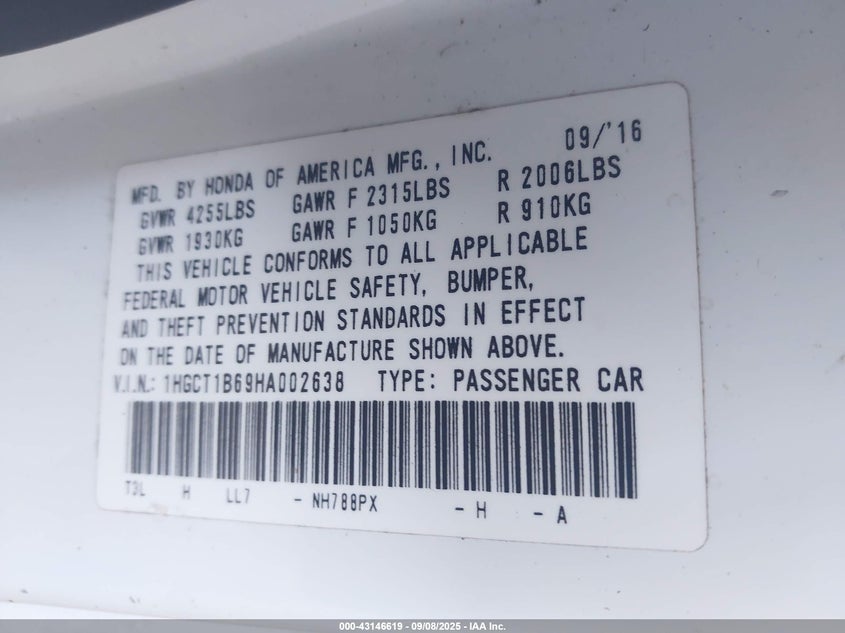 MFD. BY HONDA OF AMERICA MFG., INC. 09/'16
GVWR 4255LBS GAWR F 2315LBS R 2006LBS
GVWR 1930KG GAWR F 1050KG R 910KG
THIS VEHICLE CONFORMS TO ALL APPLICABLE
FEDERAL MOTOR VEHICLE SAFETY, BUMPER,
AND THEFT PREVENTION STANDARDS IN EFFECT
ON THE DATE OF MANUFACTURE SHOWN ABOVE.
V.I.N.: 1HGCT1B69HA002638 TYPE: PASSENGER CAR
T3L H LL7 - NH788PX - H - A
000-43146619 - 09/08/2025 - IAA Inc.